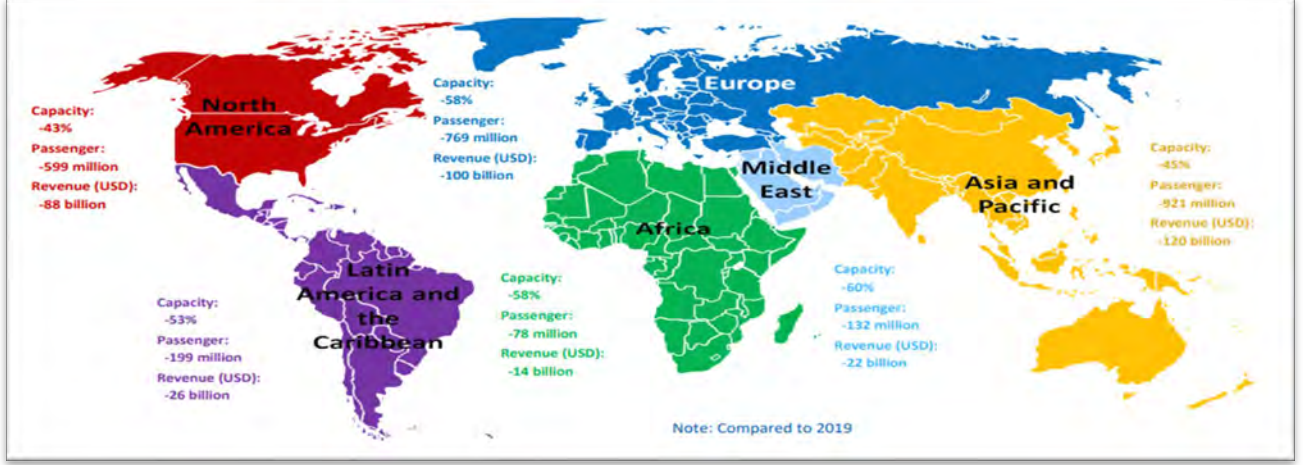 North
America
Capacity:
-43%
Passenger:
-599 million
Revenue (USD):
-88 billion
Capacity:
-58%
Passenger:
-769 million
Revenue (USD):
-100 billion
Europe
Middle
East
Asia and
Pacific
Capacity:
-45%
Passenger:
-921 million
Revenue (USD):
-120 billion
Africa
Latin
America and
the
Caribbean
Capacity:
-53%
Passenger:
-199 million
Revenue (USD):
-26 billion
Capacity:
-58%
Passenger:
-78 million
Revenue (USD):
-14 billion
Capacity:
-60%
Passenger:
-132 million
Revenue (USD):
-22 billion
Note: Compared to 2019